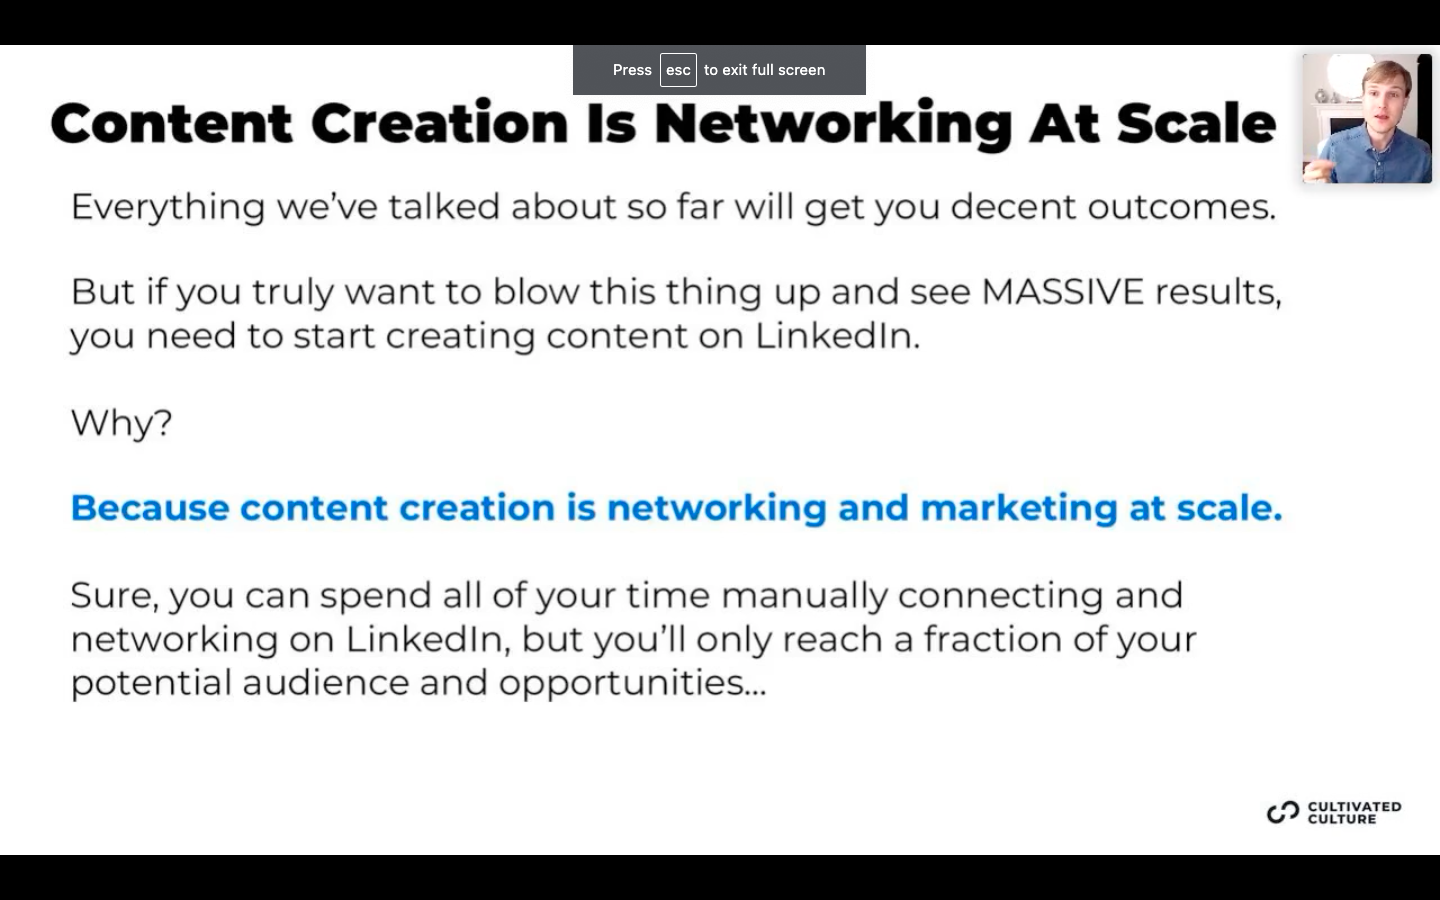 Press esc to exit full screen
Content Creation Is Networking At Scale
Everything we’ve talked about so far will get you decent outcomes.
But if you truly want to blow this thing up and see MASSIVE results,
you need to start creating content on LinkedIn.
Why?
Because content creation is networking and marketing at scale.
Sure, you can spend all of your time manually connecting and
networking on LinkedIn, but you’ll only reach a fraction of your
potential audience and opportunities...
CULTIVATED
CULTURE